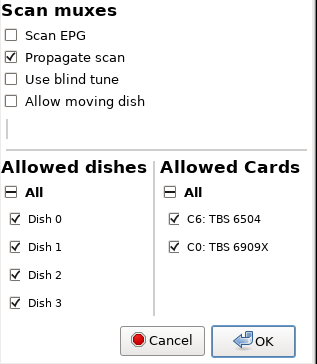 Scan muxes
Scan EPG
Propagate scan
Use blind tune
Allow moving dish
Allowed dishes
All
Dish 0
Dish 1
Dish 2
Dish 3
Allowed Cards
All
C6: TBS 6504
C0: TBS 6909X
Cancel
OK